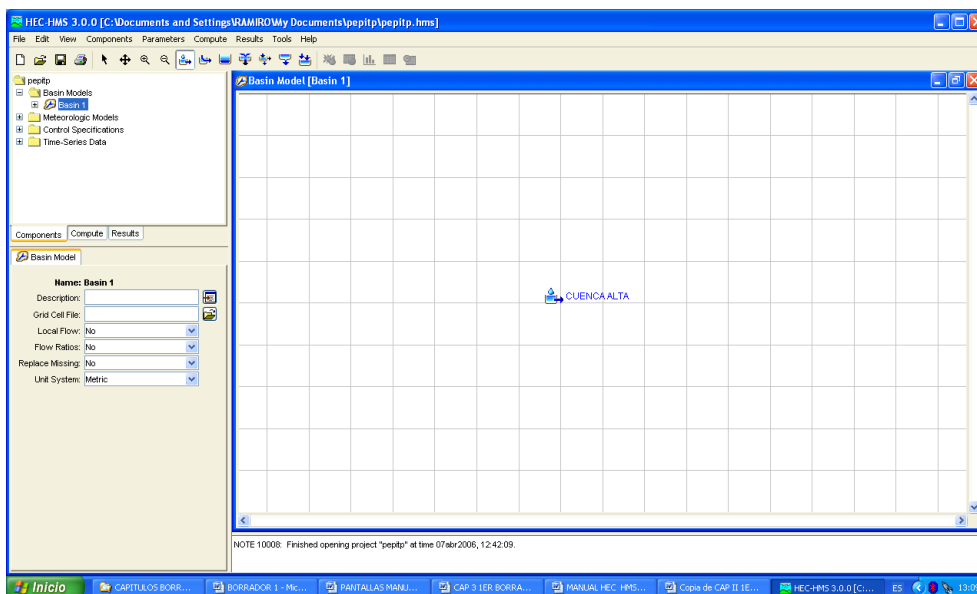 HEC-HMS 3.0.0 [C:\Documents and Settings\RAMIRO\My Documents\pepitp\pepitp.hms]
File Edit View Components Parameters Compute Results Tools Help
pepitp
Basin Models
Basin 1
Meteorologic Models
Control Specifications
Time-Series Data
Components Compute Results
Basin Model
Name: Basin 1
Description:
Grid Cell File:
Local Flow: No
Flow Ratios: No
Replace Missing: No
Unit System: Metric
Basin Model [Basin 1]
CUENCA ALTA
NOTE 10008: Finished opening project "pepitp" at time 07abr2006, 12:42:09.
Inicio CAPITULOS BORR... BORRADOR 1 - Mic... PANTALLAS MANU... CAP 3 1ER BORRA... MANUAL HEC HMS... Copia de CAP II 1E... HEC-HMS 3.0.0 [C:... ES 13:09